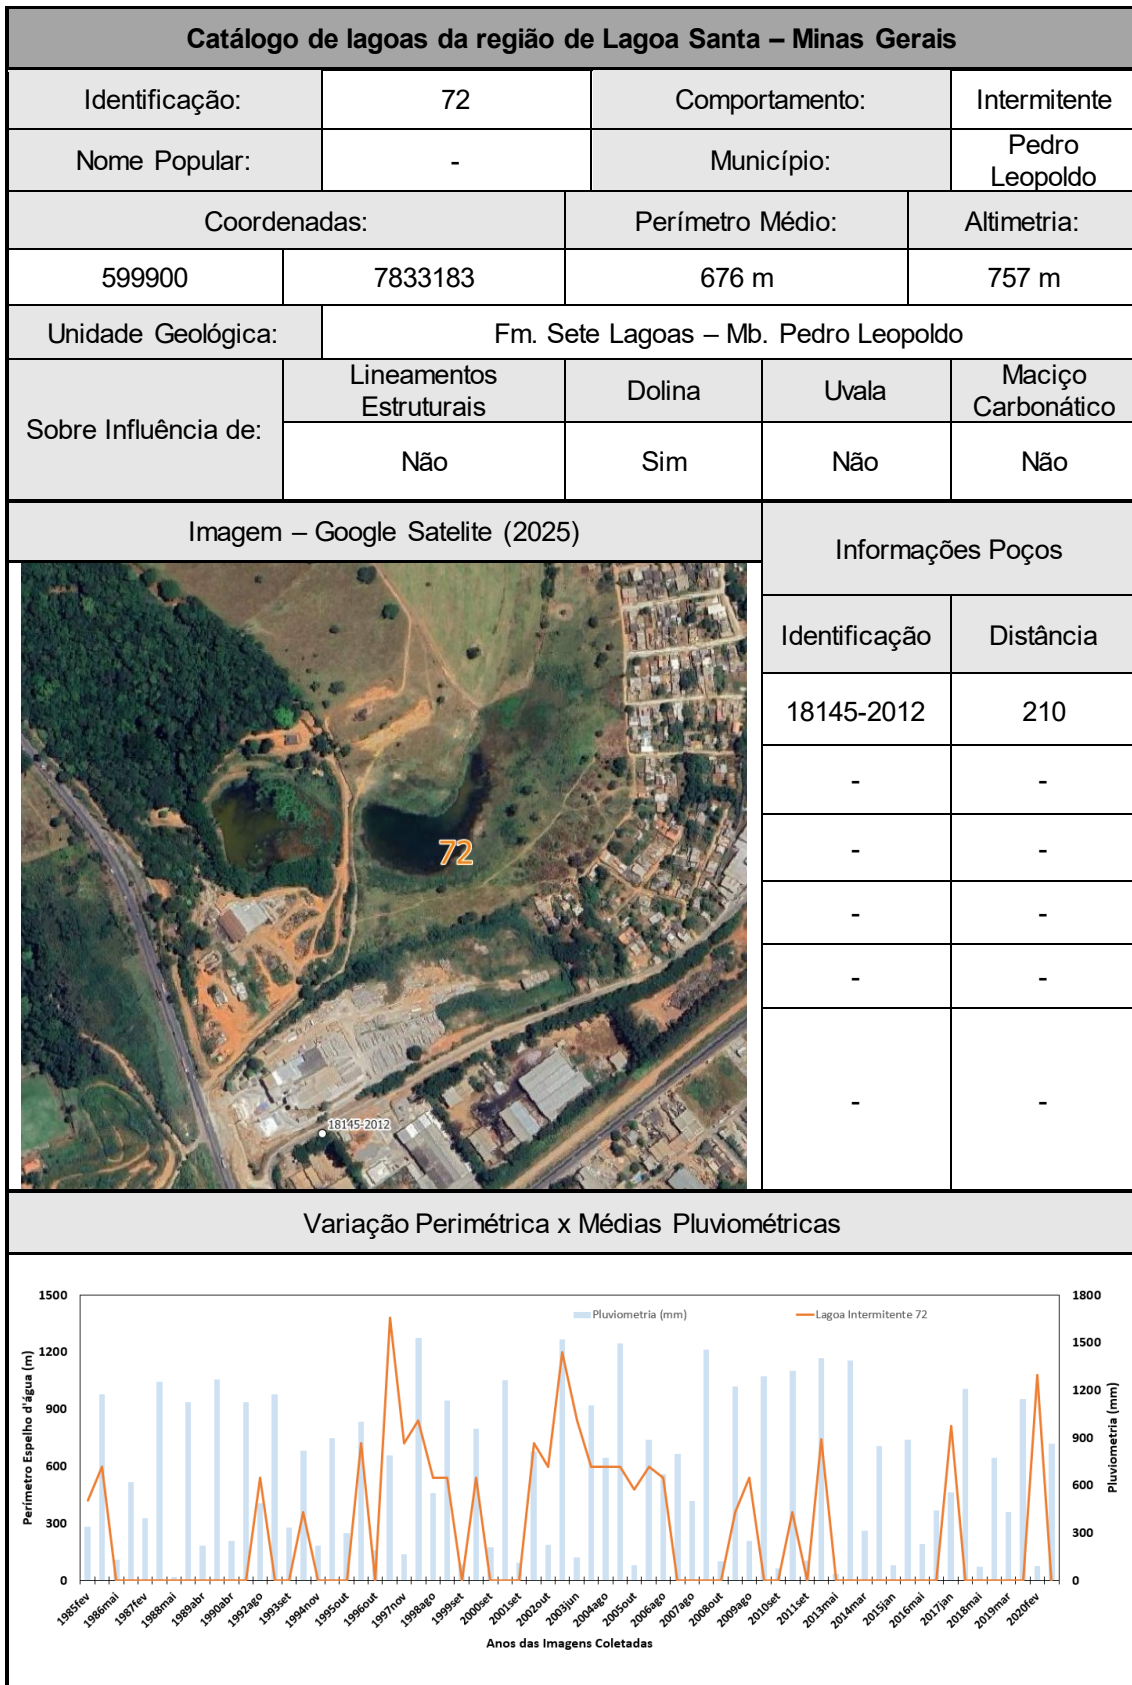 Catálogo de lagoas da região de Lagoa Santa – Minas Gerais
Identificação: 72 Comportamento: Intermitente
Nome Popular: - Município: Pedro Leopoldo
Coordenadas: Perímetro Médio: Altimetria:
599900 7833183 676 m 757 m
Unidade Geológica: Fm. Sete Lagoas – Mb. Pedro Leopoldo
Sobre Influência de:
Lineamentos Estruturais Dolina Uvala Maciço Carbonático
Não Sim Não Não
Imagem – Google Satelite (2025)
72
18145-2012
Informações Poços
Identificação Distância
18145-2012 210
- -
- -
- -
- -
- -
Variação Perimétrica x Médias Pluviométricas
Pluviometria (mm) Lagoa Intermitente 72
Perímetro Espelho d'água (m)
1500
1200
900
600
300
0
1800
1500
1200
900
600
300
0
Pluviometria (mm)
1985fev 1986mai 1987fev 1988mai 1989abr 1990abr 1992ago 1993set 1994nov 1995out 1996out 1997nov 1998ago 1999set 2000set 2001set 2002out 2003jun 2004ago 2005out 2006ago 2007ago 2008out 2009ago 2010set 2011set 2013mai 2014mar 2015jan 2016mai 2017jan 2018mai 2019mar 2020fev
Anos das Imagens Coletadas